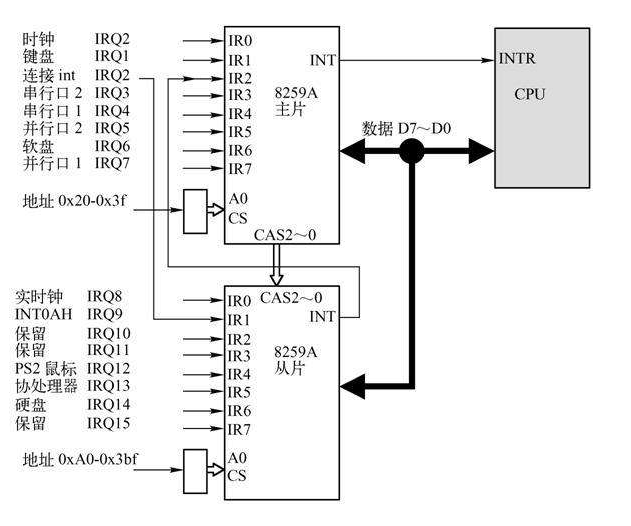 时钟 IRQ2
键盘 IRQ1
连接 int IRQ2
串行口 2 IRQ3
串行口 1 IRQ4
并行口 2 IRQ5
软盘 IRQ6
并行口 1 IRQ7
地址 0x20-0x3f
IR0
IR1
IR2
IR3
IR4
IR5
IR6
IR7
A0
CS
INT
8259A
主片
CAS2～0
INTR
CPU
数据 D7～D0
实时钟 IRQ8
INT0AH IRQ9
保留 IRQ10
保留 IRQ11
PS2 鼠标 IRQ12
协处理器 IRQ13
硬盘 IRQ14
保留 IRQ15
地址 0xA0-0x3bf
CAS2～0
IR0
IR1
IR2
IR3
IR4
IR5
IR6
IR7
A0
CS
INT
8259A
从片